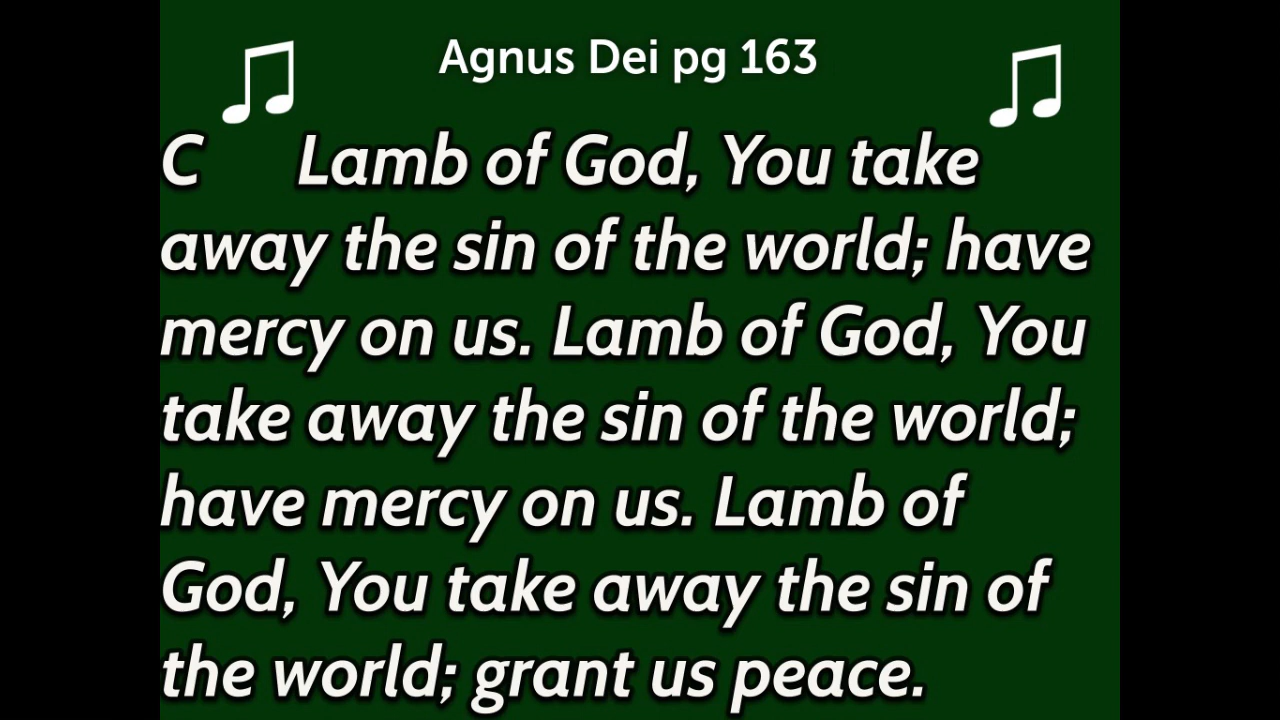 Agnus Dei pg 163
C Lamb of God, You take
away the sin of the world; have
mercy on us. Lamb of God, You
take away the sin of the world;
have mercy on us. Lamb of
God, You take away the sin of
the world; grant us peace.